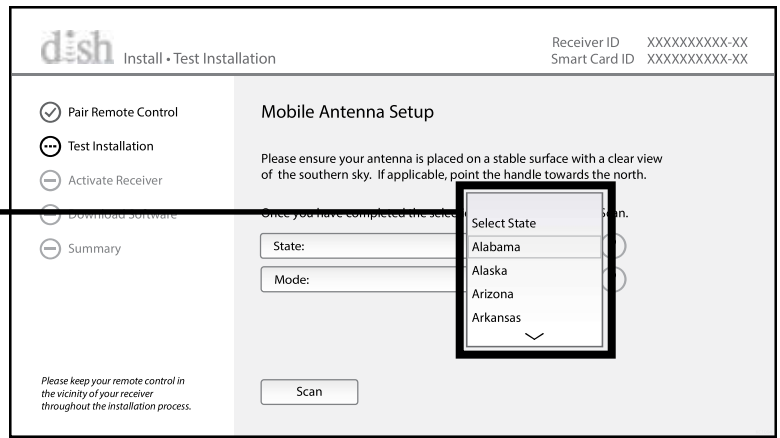 dish Install • Test Installation
Receiver ID XXXXXXXXXX-XX
Smart Card ID XXXXXXXXXX-XX
Pair Remote Control
Test Installation
Activate Receiver
Download Software
Summary
Please keep your remote control in
the vicinity of your receiver
throughout the installation process.
Mobile Antenna Setup
Please ensure your antenna is placed on a stable surface with a clear view
of the southern sky. If applicable, point the handle towards the north.
Once you have completed the Scan.
State:
Mode:
Select State
Alabama
Alaska
Arizona
Arkansas
Scan